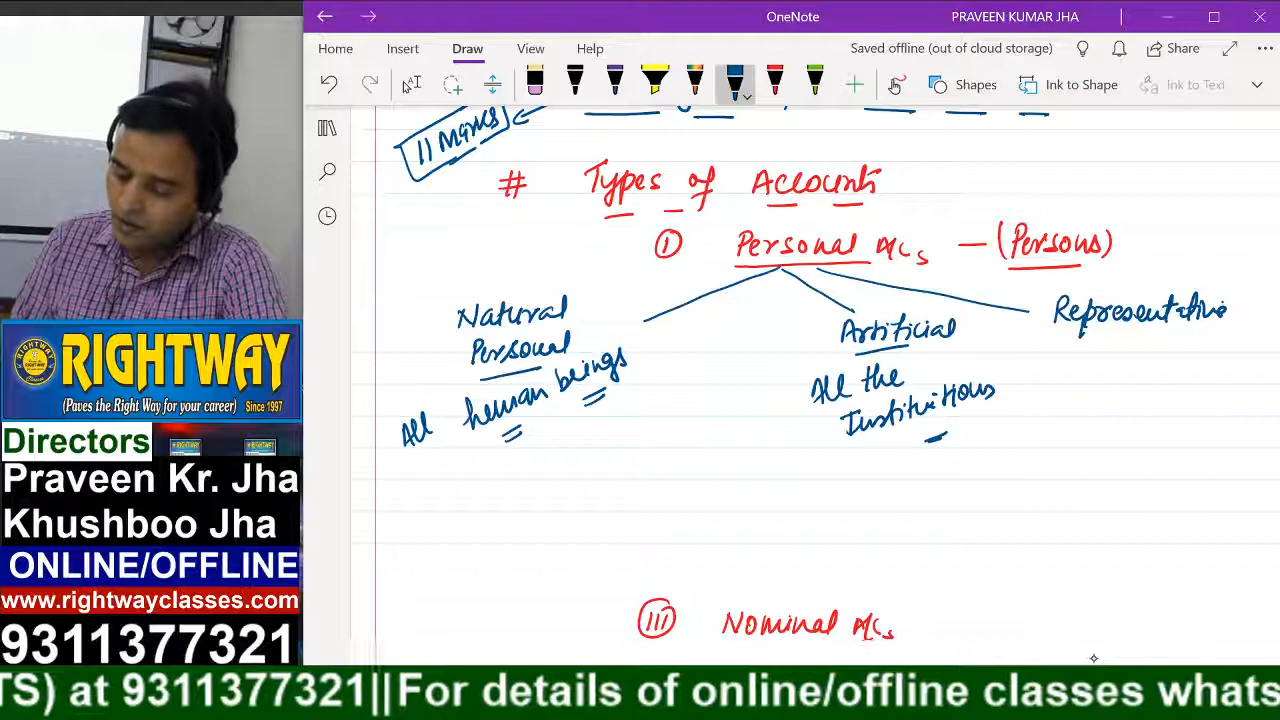 OneNote
PRAVEEN KUMAR JHA
Home Insert Draw View Help
Saved offline (out of cloud storage)
Share
Shapes
Ink to Shape
Ink to Text
11 Marks
# Types of Accounts
(I) Personal A/Cs — (Persons)
Natural Personal
All human beings
Artificial
All the Institutions
Representative
(III) Nominal A/Cs
RIGHTWAY
(Paves the Right Way for your career) Since 1997
Directors
Praveen Kr. Jha
Khushboo Jha
ONLINE/OFFLINE
www.rightwayclasses.com
9311377321
TS) at 9311377321||For details of online/offline classes whats